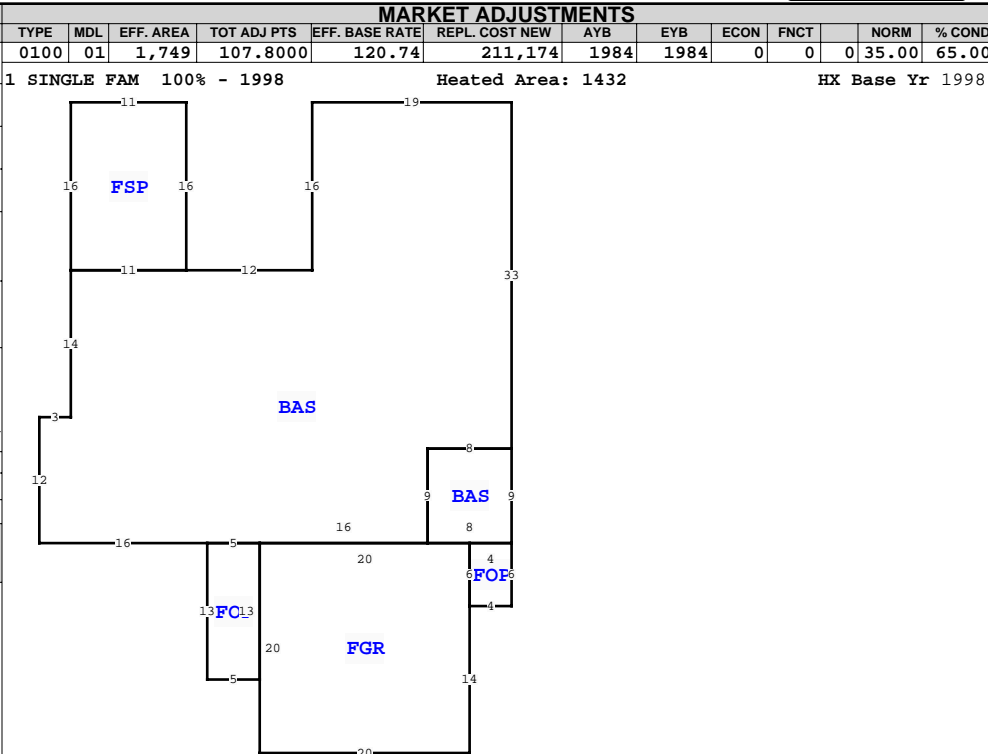 MARKET ADJUSTMENTS
TYPE MDL EFF. AREA TOT ADJ PTS EFF. BASE RATE REPL. COST NEW AYB EYB ECON FNCT NORM % COND
0100 01 1,749 107.8000 120.74 211,174 1984 1984 0 0 0 35.00 65.00
1 SINGLE FAM 100% - 1998 Heated Area: 1432 HX Base Yr 1998
11 19
16 FSP 16 16
11 12 33
14
BAS
3
8
12
9 BAS 9
16 8
16 5
20 4
6 FOP 6
13 FO 13 4
20 FGR
5 14
20